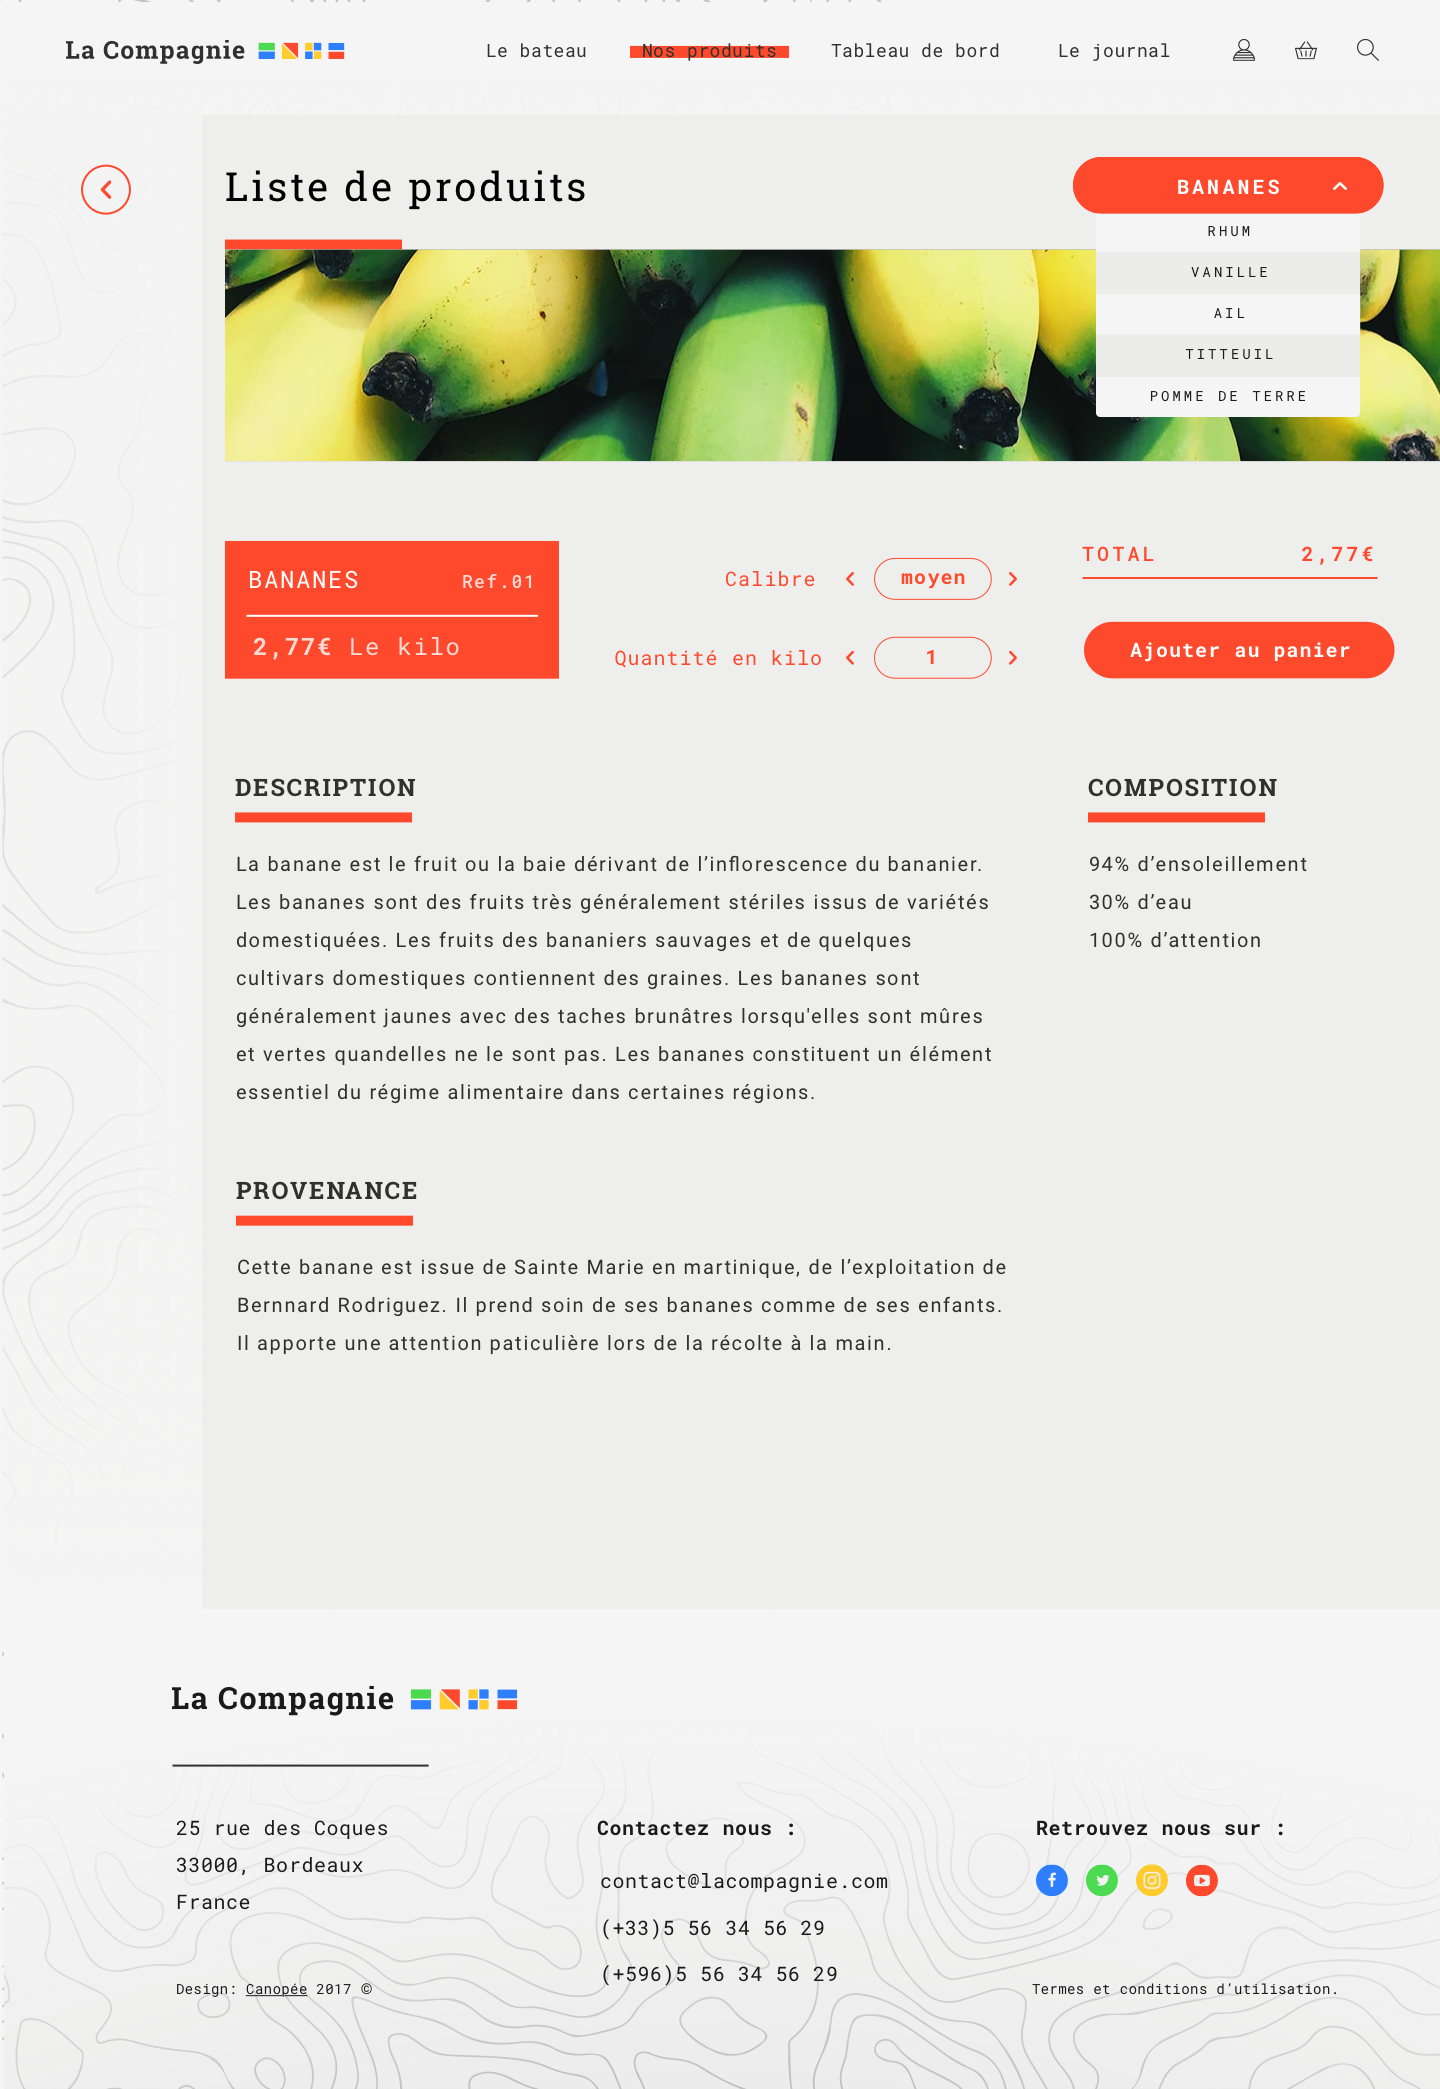 La Compagnie
Le bateau
Nos produits
Tableau de bord
Le journal
Liste de produits
BANANES
RHUM
VANILLE
AIL
TITTEUIL
POMME DE TERRE
BANANES
Ref.01
2,77€ Le kilo
Calibre
moyen
Quantité en kilo
1
TOTAL
2,77€
Ajouter au panier
DESCRIPTION
La banane est le fruit ou la baie dérivant de l’inflorescence du bananier.
Les bananes sont des fruits très généralement stériles issus de variétés
domestiquées. Les fruits des bananiers sauvages et de quelques
cultivars domestiques contiennent des graines. Les bananes sont
généralement jaunes avec des taches brunâtres lorsqu'elles sont mûres
et vertes quandelles ne le sont pas. Les bananes constituent un élément
essentiel du régime alimentaire dans certaines régions.
COMPOSITION
94% d’ensoleillement
30% d’eau
100% d’attention
PROVENANCE
Cette banane est issue de Sainte Marie en martinique, de l’exploitation de
Bernnard Rodriguez. Il prend soin de ses bananes comme de ses enfants.
Il apporte une attention paticulière lors de la récolte à la main.
La Compagnie
25 rue des Coques
33000, Bordeaux
France
Design: Canopée 2017 ©
Contactez nous :
contact@lacompagnie.com
(+33)5 56 34 56 29
(+596)5 56 34 56 29
Retrouvez nous sur :
Termes et conditions d’utilisation.